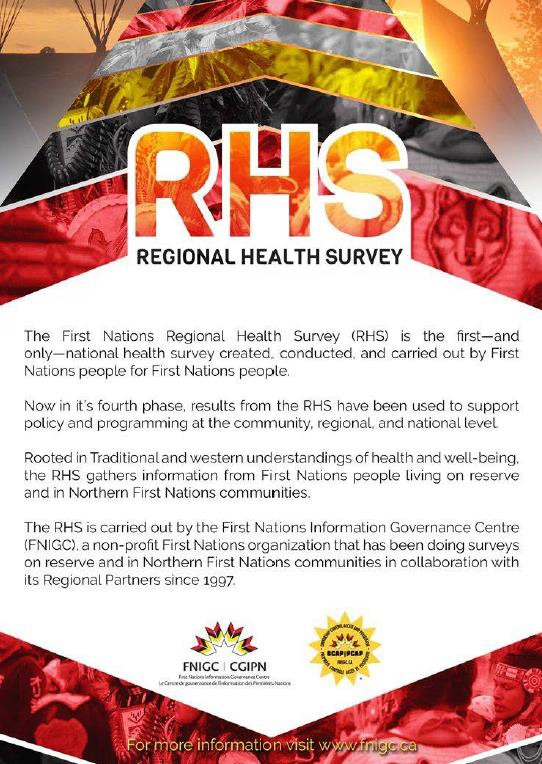 RHS
REGIONAL HEALTH SURVEY
The First Nations Regional Health Survey (RHS) is the first—and
only—national health survey created, conducted, and carried out by First
Nations people for First Nations people.
Now in it's fourth phase, results from the RHS have been used to support
policy and programming at the community, regional, and national level.
Rooted in Traditional and western understandings of health and well-being,
the RHS gathers information from First Nations people living on reserve
and in Northern First Nations communities.
The RHS is carried out by the First Nations Information Governance Centre
(FNIGC), a non-profit First Nations organization that has been doing surveys
on reserve and in Northern First Nations communities in collaboration with
its Regional Partners since 1997.
FNIGC | CGIPN
First Nations Information Governance Centre
Le Centre de gouvernance de l'information des Premières Nations
OCAP|PCAP
FNIGC.CA
For more information visit www.fnigc.ca